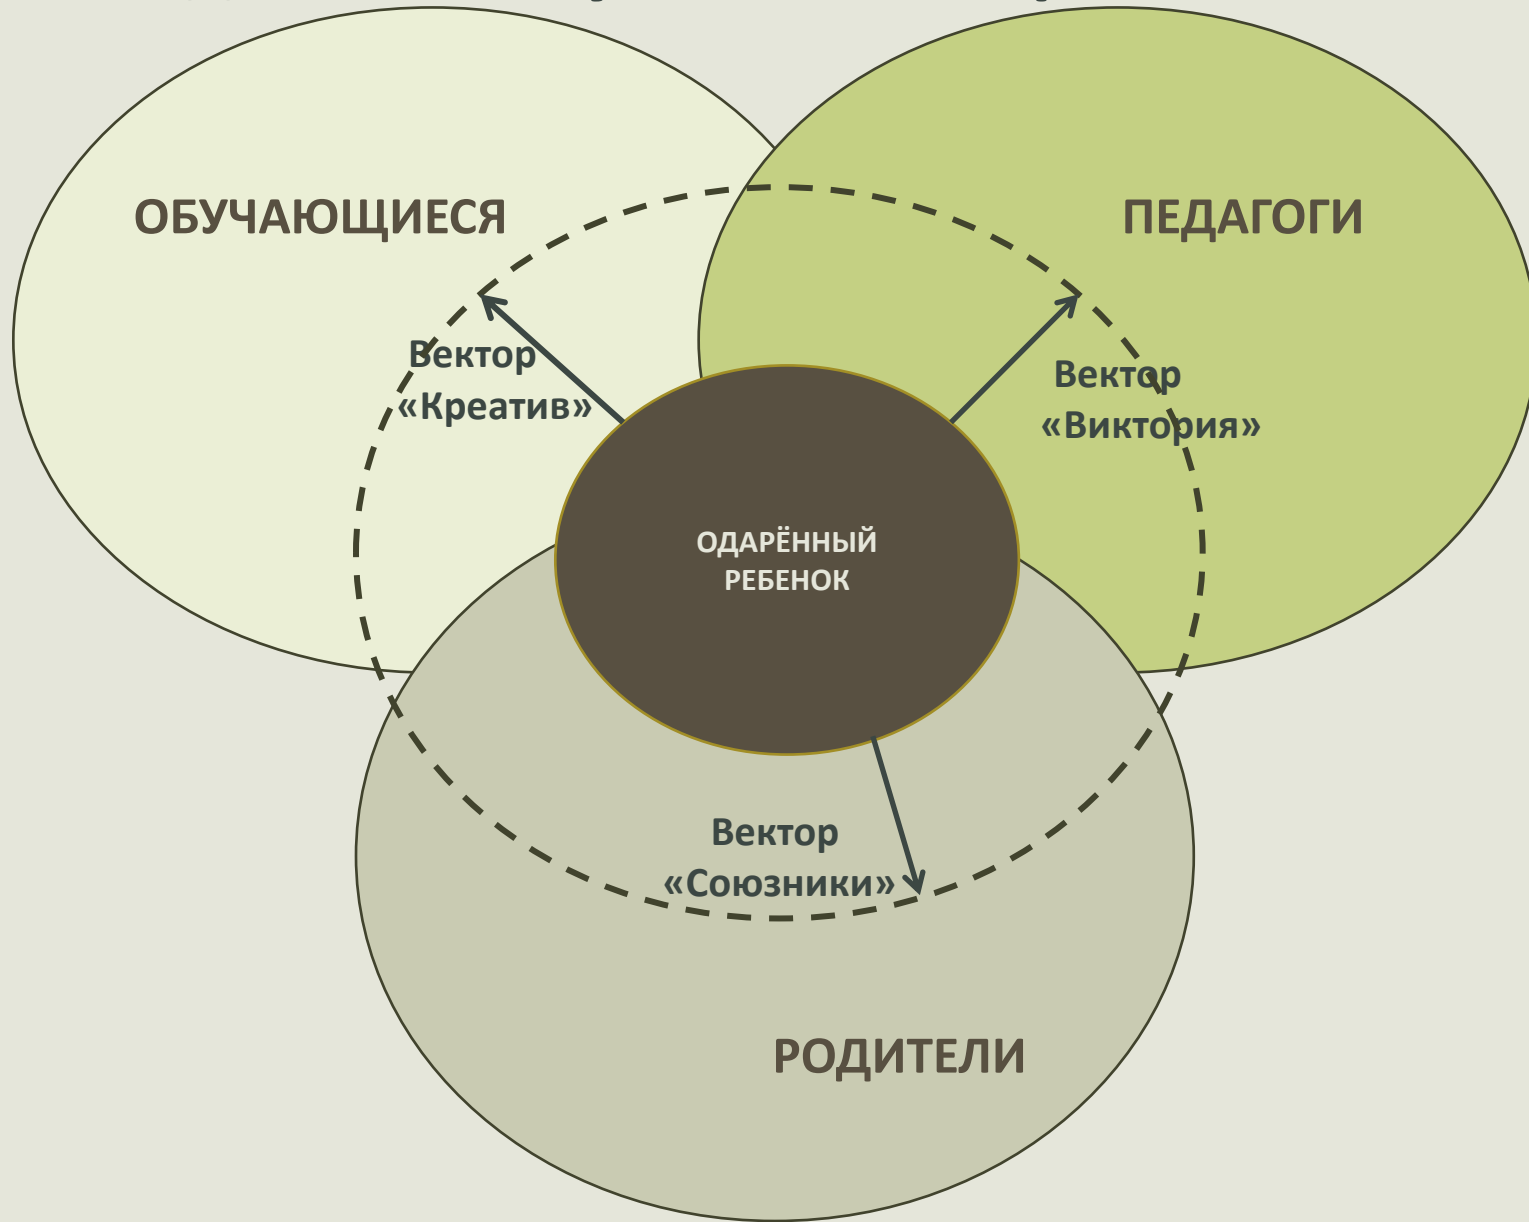 ОБУЧАЮЩИЕСЯ
ПЕДАГОГИ
Вектор
«Креатив»
Вектор
«Виктория»
ОДАРЁННЫЙ
РЕБЕНОК
Вектор
«Союзники»
РОДИТЕЛИ